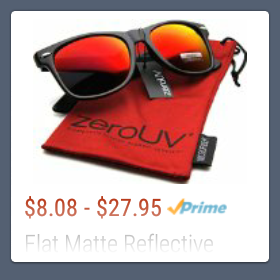 zeroUV®
$8.08 - $27.95 Prime
Flat Matte Reflective